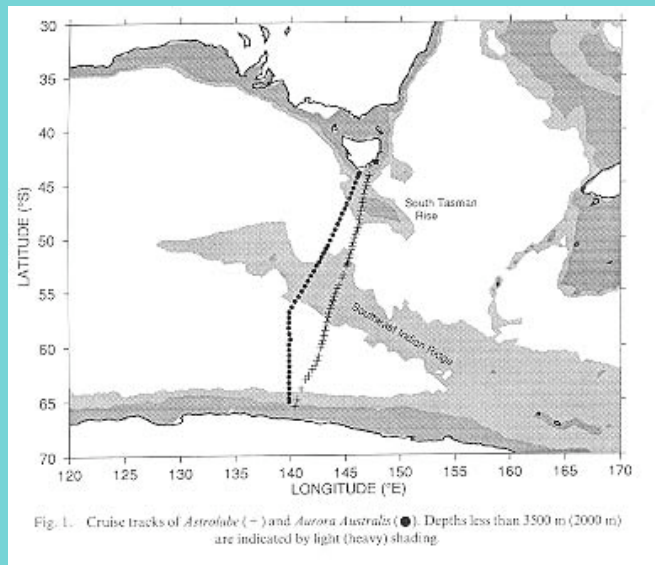 30
35
40
45
50
55
60
65
70
LATITUDE (°S)
South Tasman
Rise
Southeast Indian Ridge
120 125 130 135 140 145 150 155 160 165 170
LONGITUDE (°E)
Fig. 1. Cruise tracks of Astrolabe (+) and Aurora Australis (●). Depths less than 3500 m (2000 m)
are indicated by light (heavy) shading.